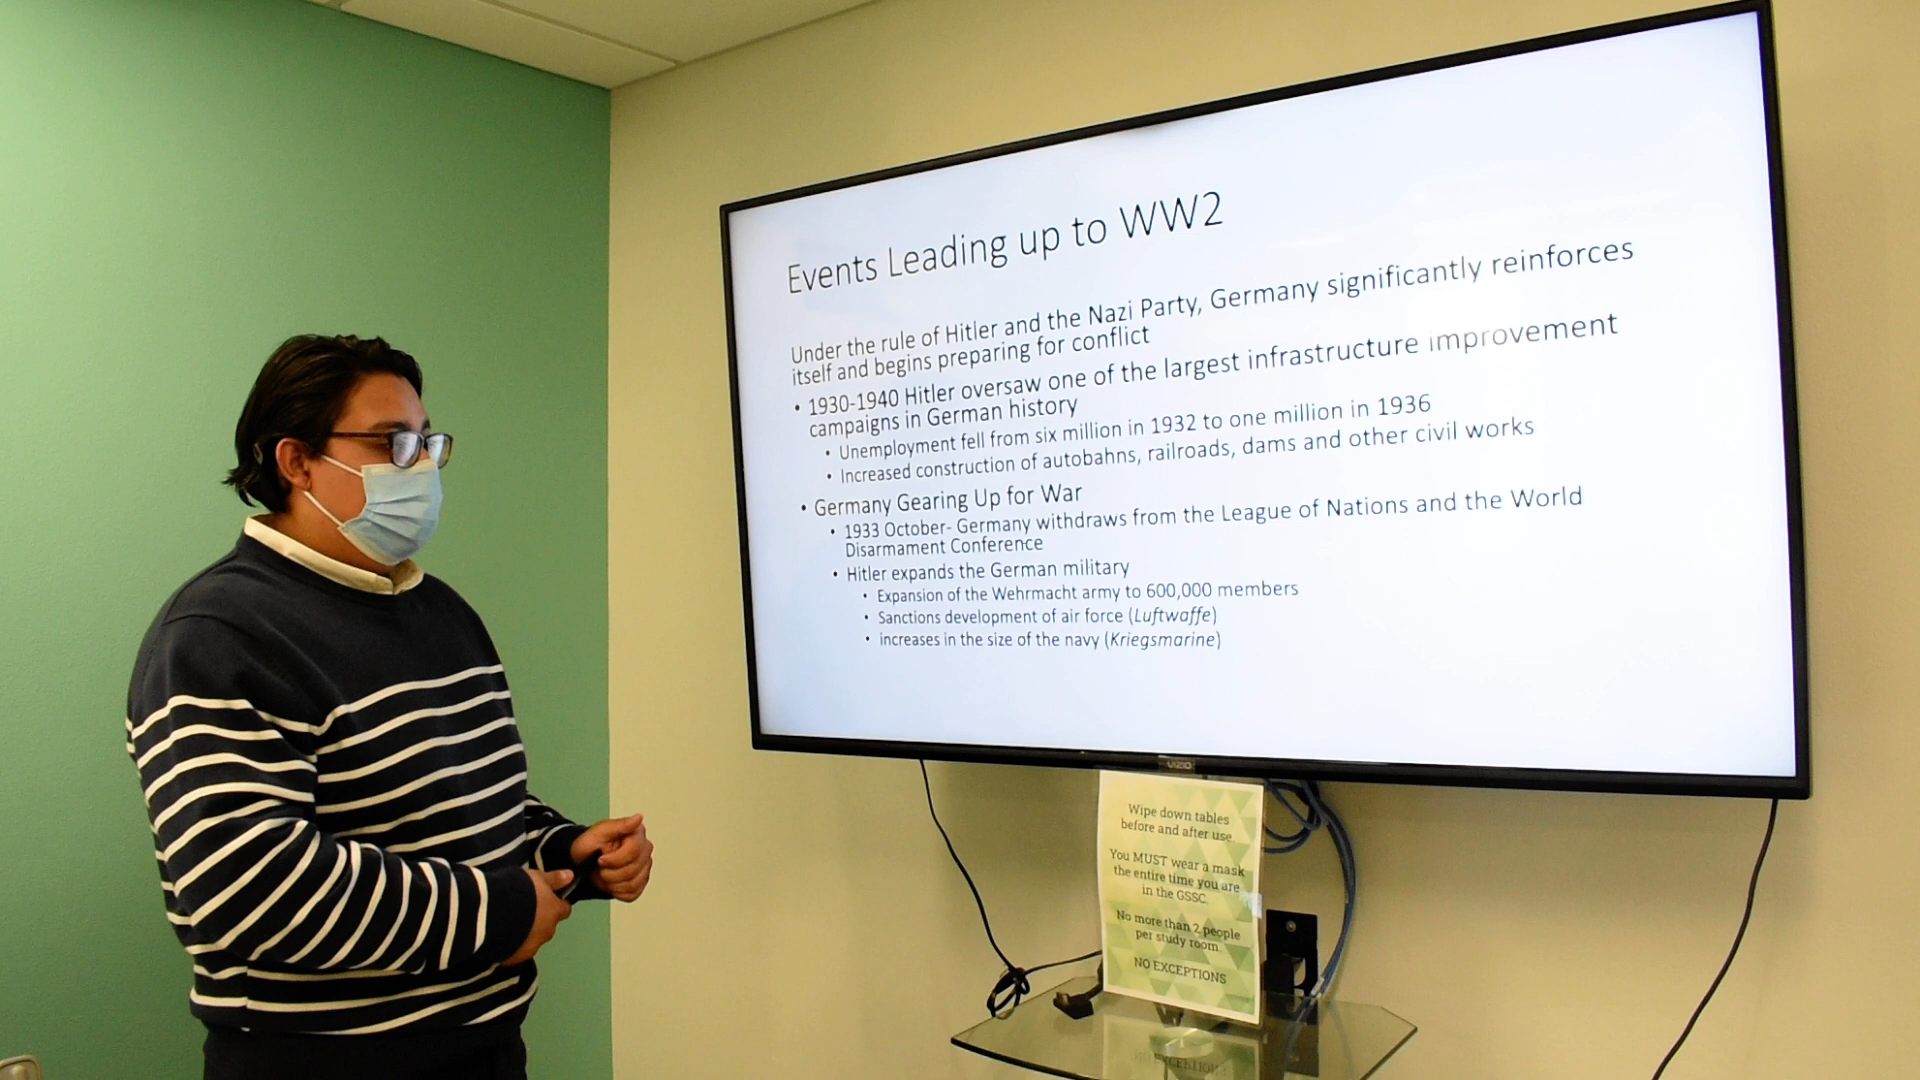 Events Leading up to WW2
Under the rule of Hitler and the Nazi Party, Germany significantly reinforces
itself and begins preparing for conflict
• 1930-1940 Hitler oversaw one of the largest infrastructure improvement
campaigns in German history
• Unemployment fell from six million in 1932 to one million in 1936
• Increased construction of autobahns, railroads, dams and other civil works
• Germany Gearing Up for War
• 1933 October- Germany withdraws from the League of Nations and the World
Disarmament Conference
• Hitler expands the German military
• Expansion of the Wehrmacht army to 600,000 members
• Sanctions development of air force (Luftwaffe)
• increases in the size of the navy (Kriegsmarine)
VIZIO
Wipe down tables
before and after use.
You MUST wear a mask
the entire time you are
in the GSSC.
No more than 2 people
per study room.
NO EXCEPTIONS